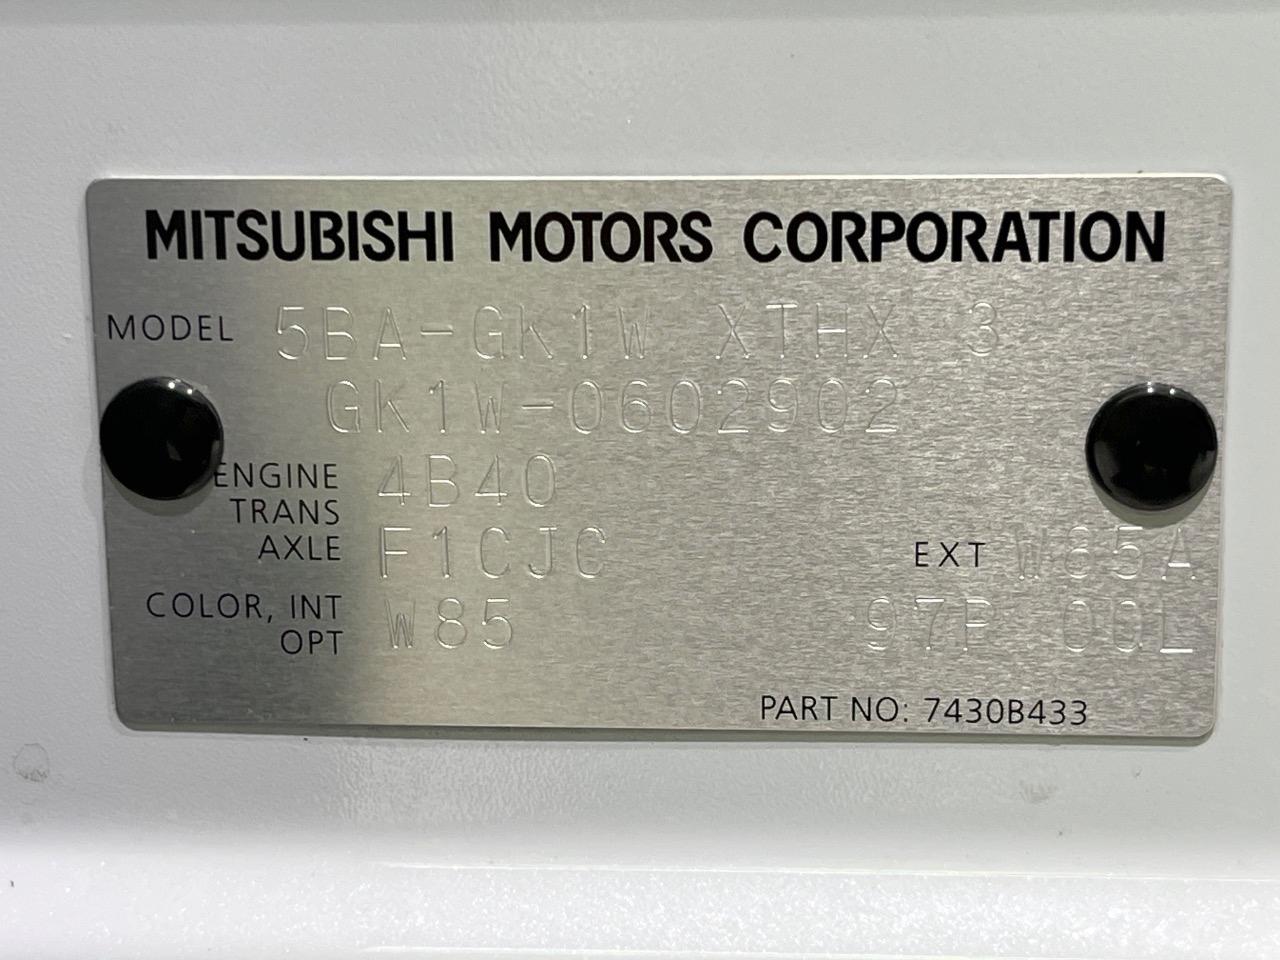 MITSUBISHI MOTORS CORPORATION
MODEL 5BA-GK1W XTHX 3
GK1W-0602902
ENGINE 4B40
TRANS
AXLE F1CJC EXT W85A
COLOR, INT
OPT W85 97P 00L
PART NO: 7430B433